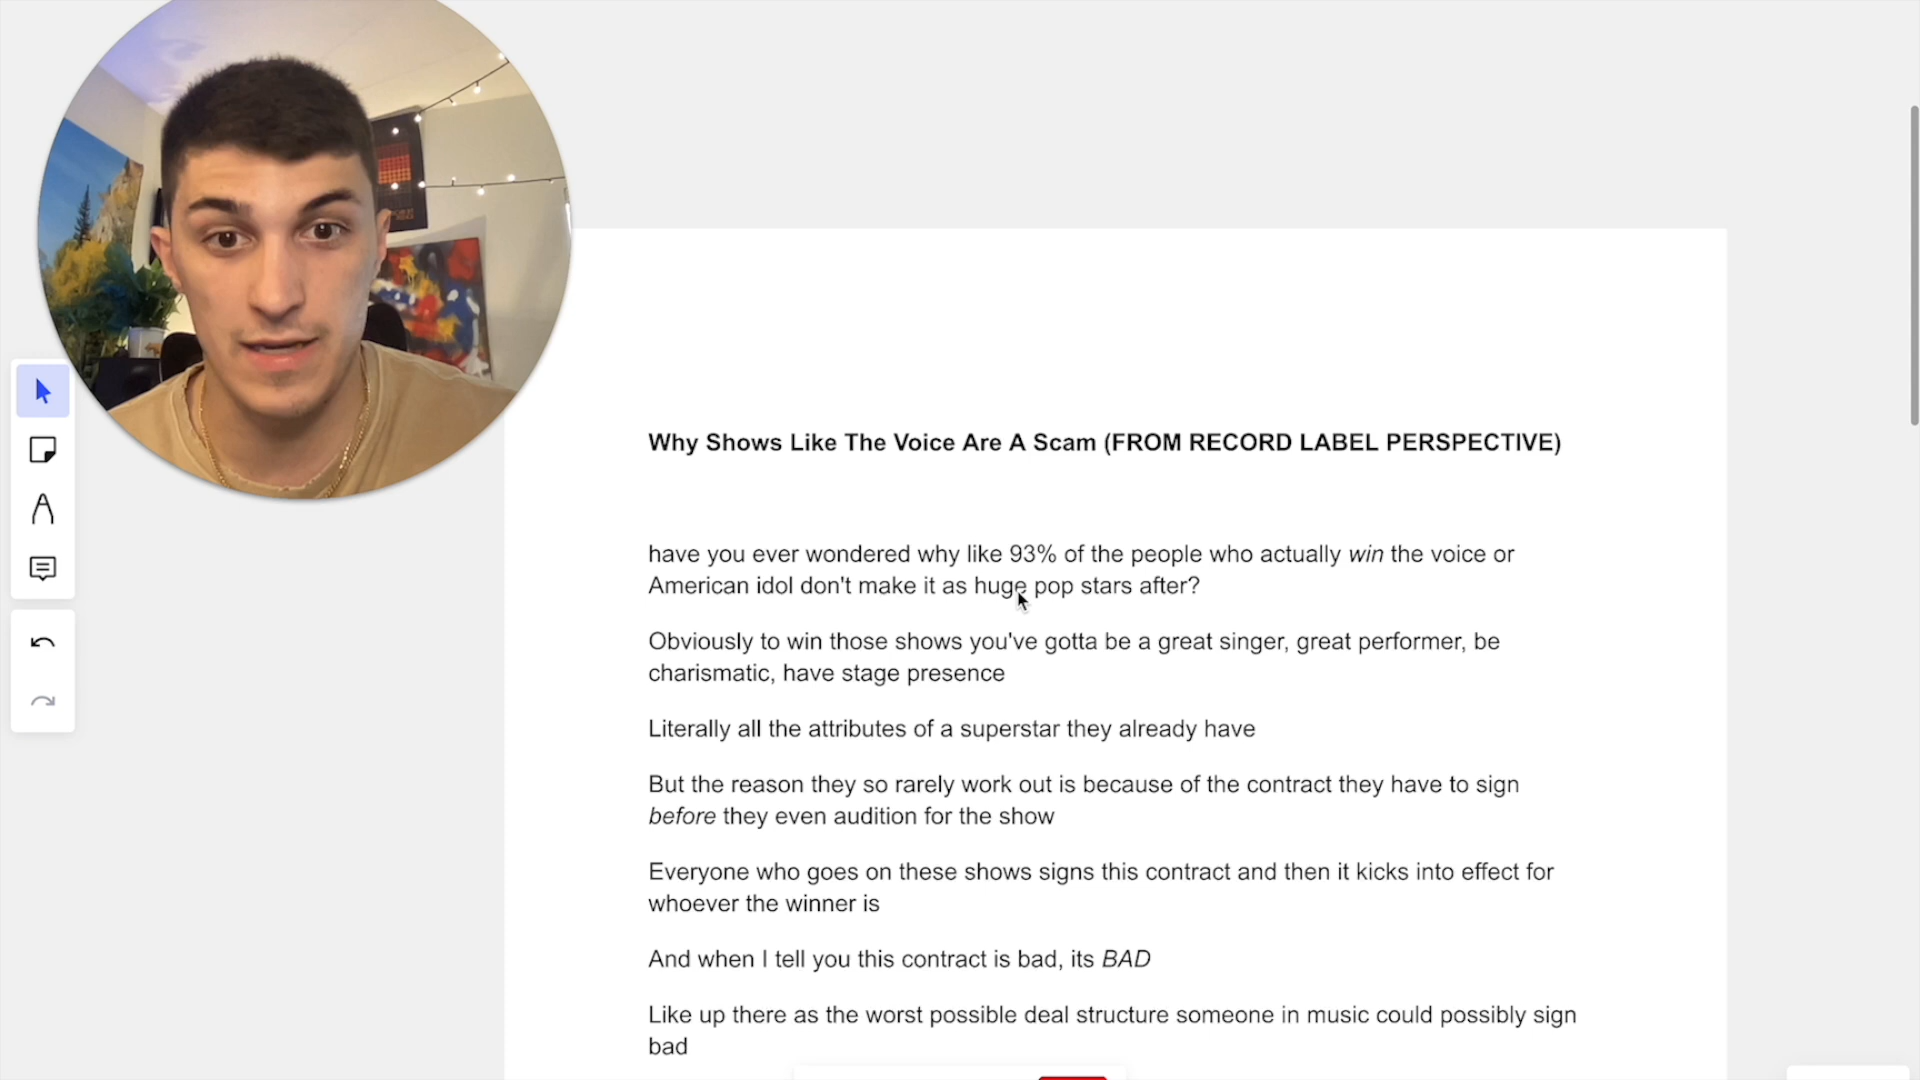 Why Shows Like The Voice Are A Scam (FROM RECORD LABEL PERSPECTIVE)
have you ever wondered why like 93% of the people who actually win the voice or
American idol don't make it as huge pop stars after?
Obviously to win those shows you've gotta be a great singer, great performer, be
charismatic, have stage presence
Literally all the attributes of a superstar they already have
But the reason they so rarely work out is because of the contract they have to sign
before they even audition for the show
Everyone who goes on these shows signs this contract and then it kicks into effect for
whoever the winner is
And when I tell you this contract is bad, its BAD
Like up there as the worst possible deal structure someone in music could possibly sign
bad